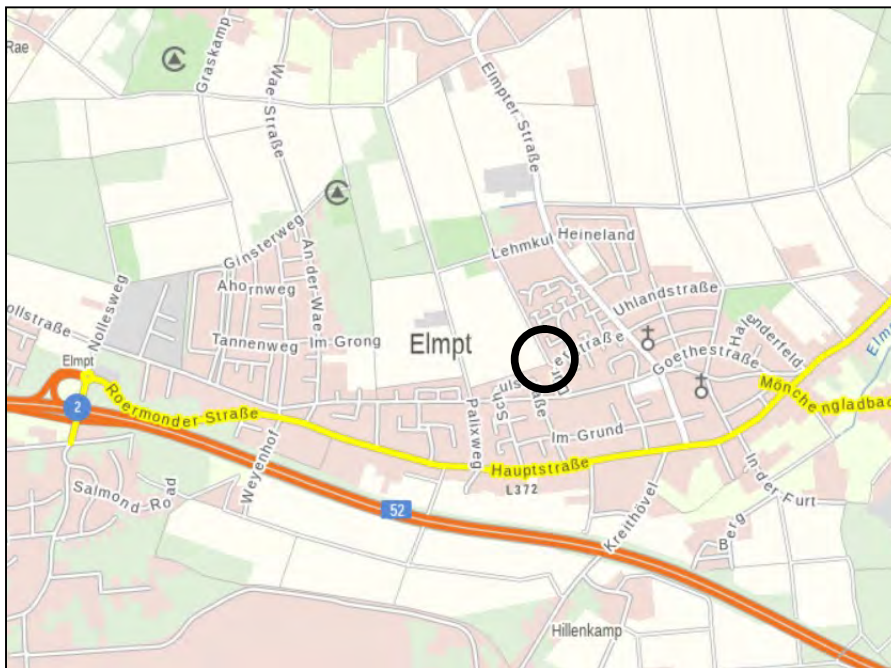 Rae
Graskamp
Wae-Straße
Elmpter-Straße
Ginsterweg
An-der-Wae
Lehmkul
Heineland
Nollesweg
Ahornweg
Uhlandstraße
ollstraße
Tannenweg
Im-Grong
Elmpt
erstraße
Goethestraße
Elmpt
Roermonder-Straße
2
Palixweg
Mönchengladbac
Im-Grund
Hauptstraße
L372
Weyenhof
Salmond-Road
52
Kreithövel
Berg
In-der-Furt
Hillenkamp